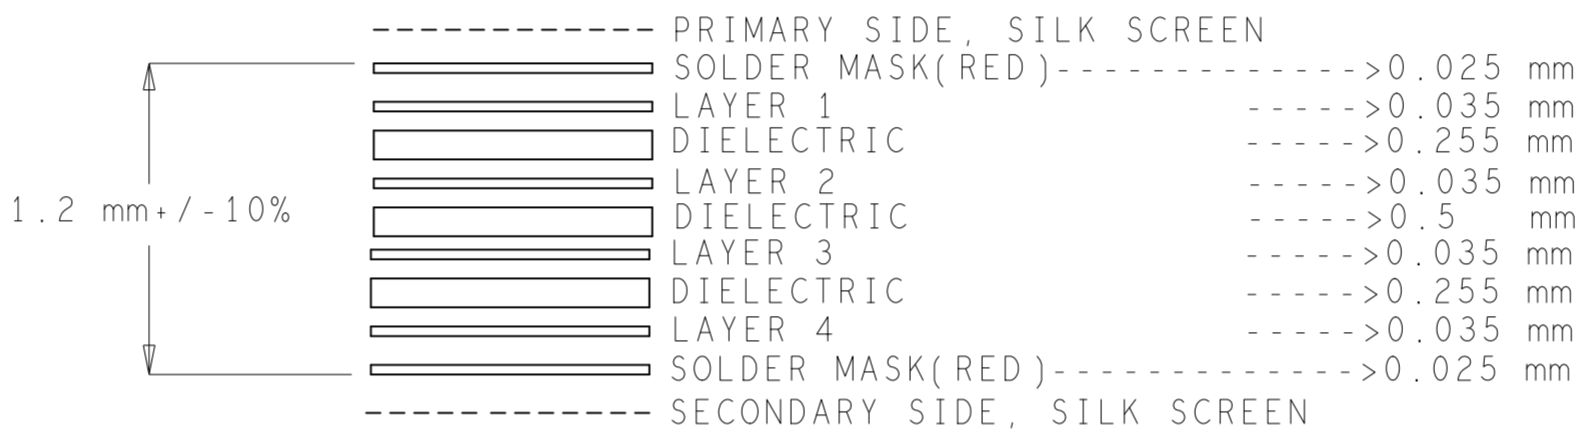 PRIMARY SIDE, SILK SCREEN
SOLDER MASK(RED)------------->0.025 mm
LAYER 1 ----->0.035 mm
DIELECTRIC ----->0.255 mm
LAYER 2 ----->0.035 mm
1.2 mm+/-10%
DIELECTRIC ----->0.5 mm
LAYER 3 ----->0.035 mm
DIELECTRIC ----->0.255 mm
LAYER 4 ----->0.035 mm
SOLDER MASK(RED)------------->0.025 mm
SECONDARY SIDE, SILK SCREEN